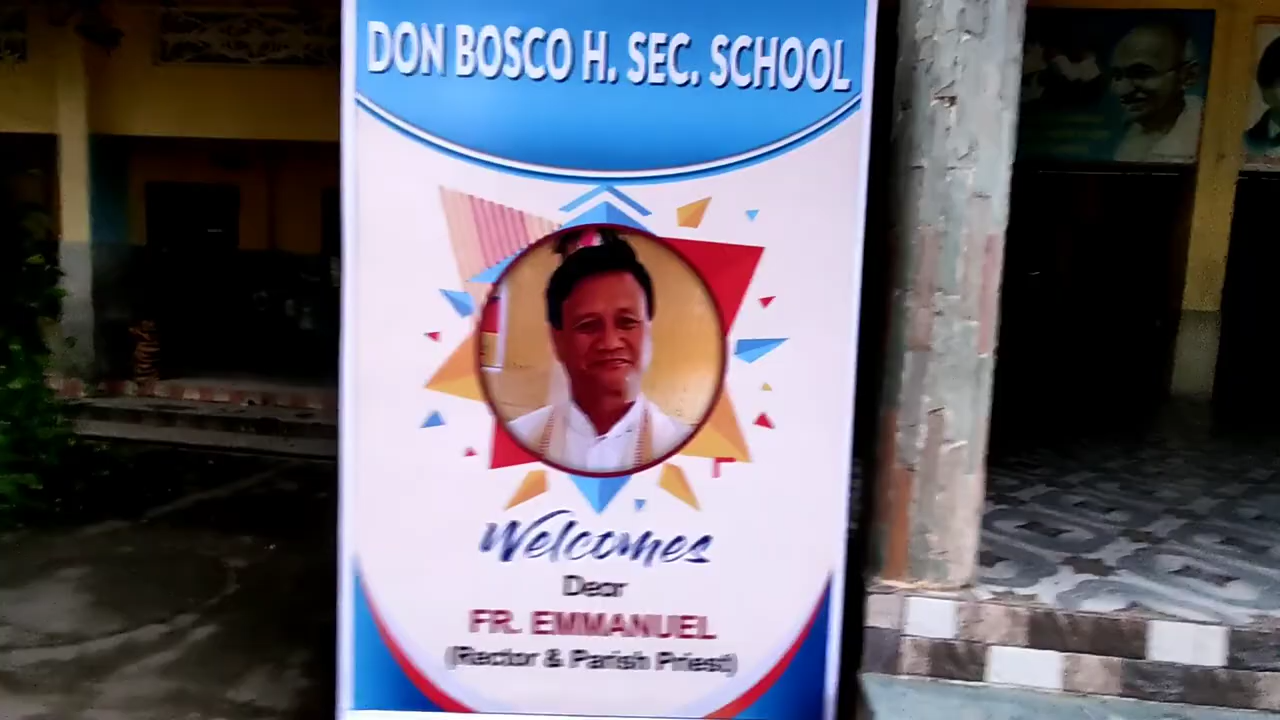 DON BOSCO H. SEC. SCHOOL
Welcomes
Dear
FR. EMMANUEL
(Rector & Parish Priest)